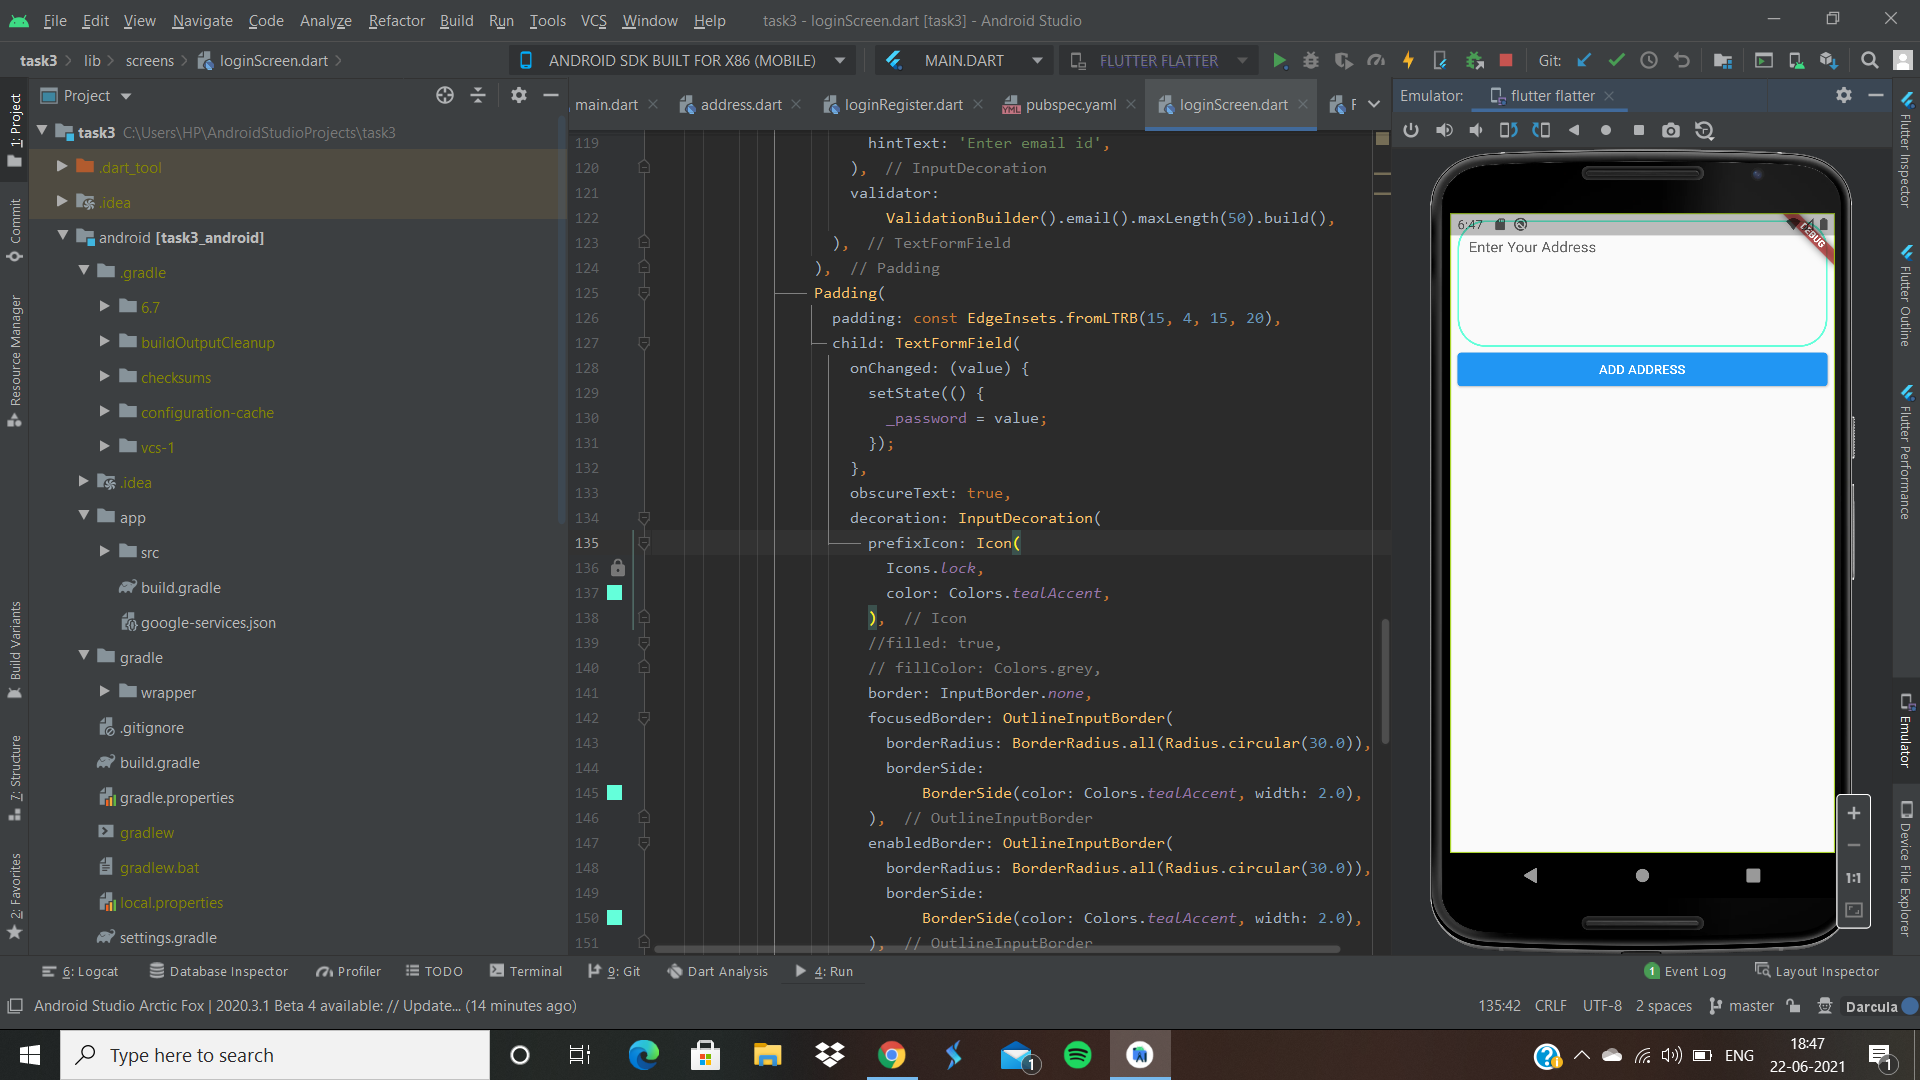 File Edit View Navigate Code Analyze Refactor Build Run Tools VCS Window Help task3 - loginScreen.dart [task3] - Android Studio
task3 lib screens loginScreen.dart ANDROID SDK BUILT FOR X86 (MOBILE) MAIN.DART FLUTTER FLATTER Git:
Project
main.dart address.dart loginRegister.dart pubspec.yaml loginScreen.dart
Emulator: flutter flatter
task3 C:\Users\HP\AndroidStudioProjects\task3
.dart_tool
.idea
android [task3_android]
.gradle
6.7
buildOutputCleanup
checksums
configuration-cache
vcs-1
.idea
app
src
build.gradle
google-services.json
gradle
wrapper
.gitignore
build.gradle
gradle.properties
gradlew
gradlew.bat
local.properties
settings.gradle
1: Project
Commit
Resource Manager
Build Variants
7: Structure
2: Favorites
119 hintText: 'Enter email id',
120 ), // InputDecoration
121 validator:
122 ValidationBuilder().email().maxLength(50).build(),
123 ), // TextFormField
124 ), // Padding
125 Padding(
126 padding: const EdgeInsets.fromLTRB(15, 4, 15, 20),
127 child: TextFormField(
128 onChanged: (value) {
129 setState(() {
130 _password = value;
131 });
132 },
133 obscureText: true,
134 decoration: InputDecoration(
135 prefixIcon: Icon(
136 Icons.lock,
137 color: Colors.tealAccent,
138 ), // Icon
139 //filled: true,
140 // fillColor: Colors.grey,
141 border: InputBorder.none,
142 focusedBorder: OutlineInputBorder(
143 borderRadius: BorderRadius.all(Radius.circular(30.0)),
144 borderSide:
145 BorderSide(color: Colors.tealAccent, width: 2.0),
146 ), // OutlineInputBorder
147 enabledBorder: OutlineInputBorder(
148 borderRadius: BorderRadius.all(Radius.circular(30.0)),
149 borderSide:
150 BorderSide(color: Colors.tealAccent, width: 2.0),
151 ), // OutlineInputBorder
6:47
DEBUG
Enter Your Address
ADD ADDRESS
1:1
Flutter Inspector
Flutter Outline
Flutter Performance
Emulator
Device File Explorer
6: Logcat Database Inspector Profiler TODO Terminal 9: Git Dart Analysis 4: Run 1 Event Log Layout Inspector
Android Studio Arctic Fox | 2020.3.1 Beta 4 available: // Update... (14 minutes ago) 135:42 CRLF UTF-8 2 spaces master Darcula
Type here to search
1
ENG
18:47
22-06-2021
1